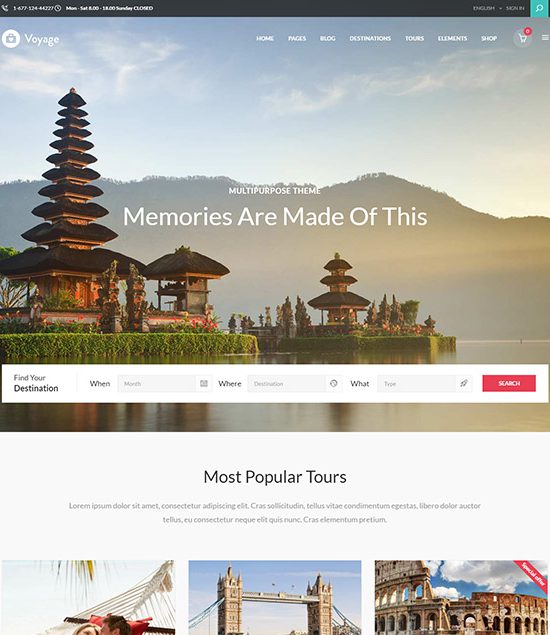 1-677-124-44227 Mon - Sat 8.00 - 18.00 Sunday CLOSED
ENGLISH
SIGN IN
Voyage
HOME PAGES BLOG DESTINATIONS TOURS ELEMENTS SHOP
0
MULTIPURPOSE THEME
Memories Are Made Of This
Find Your
Destination
When Month
Where Destination
What Type
SEARCH
Most Popular Tours
Lorem ipsum dolor sit amet, consectetur adipiscing elit. Cras sollicitudin, tellus vitae condimentum egestas, libero dolor auctor
tellus, eu consectetur neque elit quis nunc. Cras elementum pretium.
Special offer